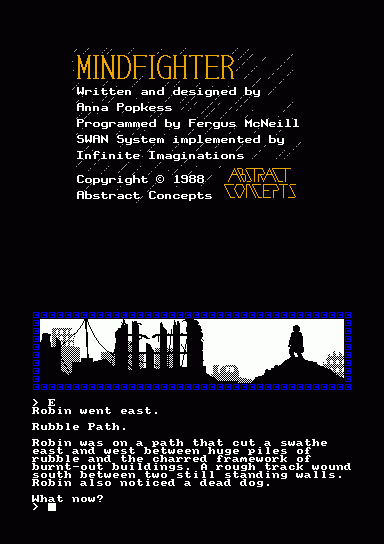 MINDFIGHTER
Written and designed by
Anna Popkess
Programmed by Fergus McNeill
SWAN System implemented by
Infinite Imaginations
Copyright © 1988
Abstract Concepts
ABSTRACT
CONCEPTS
> E
Robin went east.
Rubble Path.
Robin was on a path that cut a swathe
east and west between huge piles of
rubble and the charred framework of
burnt-out buildings. A rough track wound
south between two still standing walls.
Robin also noticed a dead dog.
What now?
>